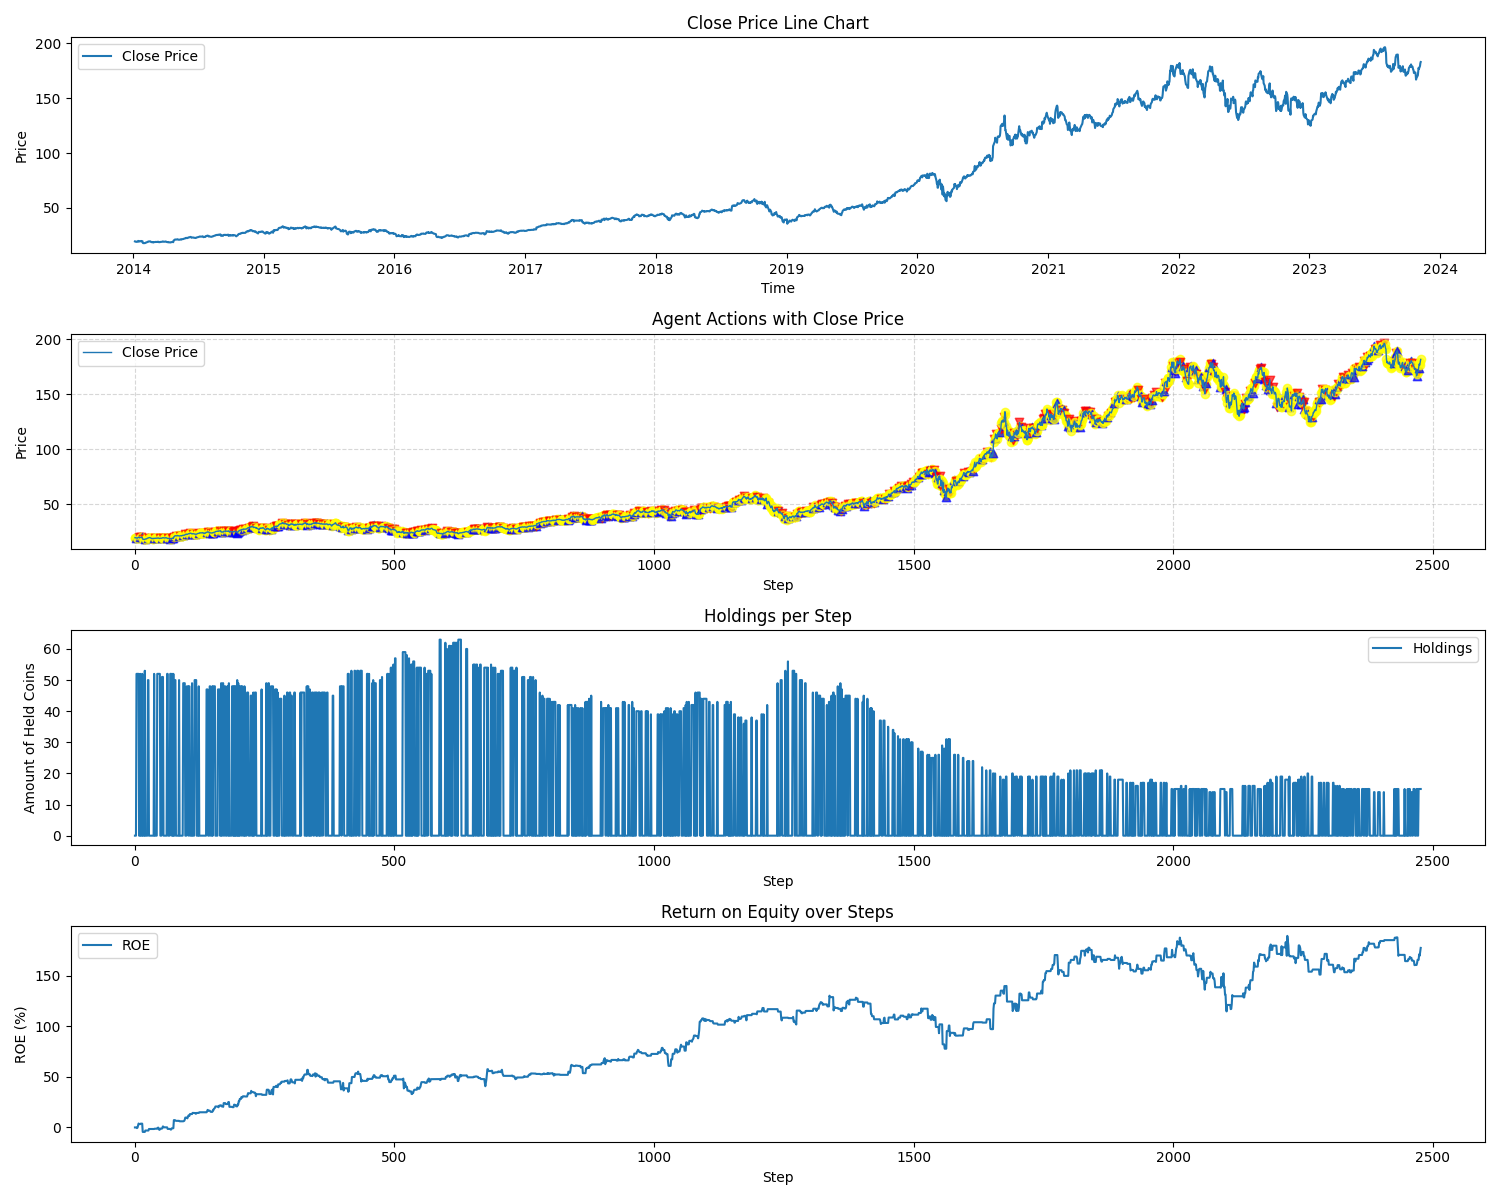 Close Price Line Chart
Close Price
200
150
100
50
Price
2014 2015 2016 2017 2018 2019 2020 2021 2022 2023 2024
Time
Agent Actions with Close Price
Close Price
200
150
100
50
Price
0 500 1000 1500 2000 2500
Step
Holdings per Step
Holdings
60
50
40
30
20
10
0
Amount of Held Coins
0 500 1000 1500 2000 2500
Step
Return on Equity over Steps
ROE
150
100
50
0
ROE (%)
0 500 1000 1500 2000 2500
Step